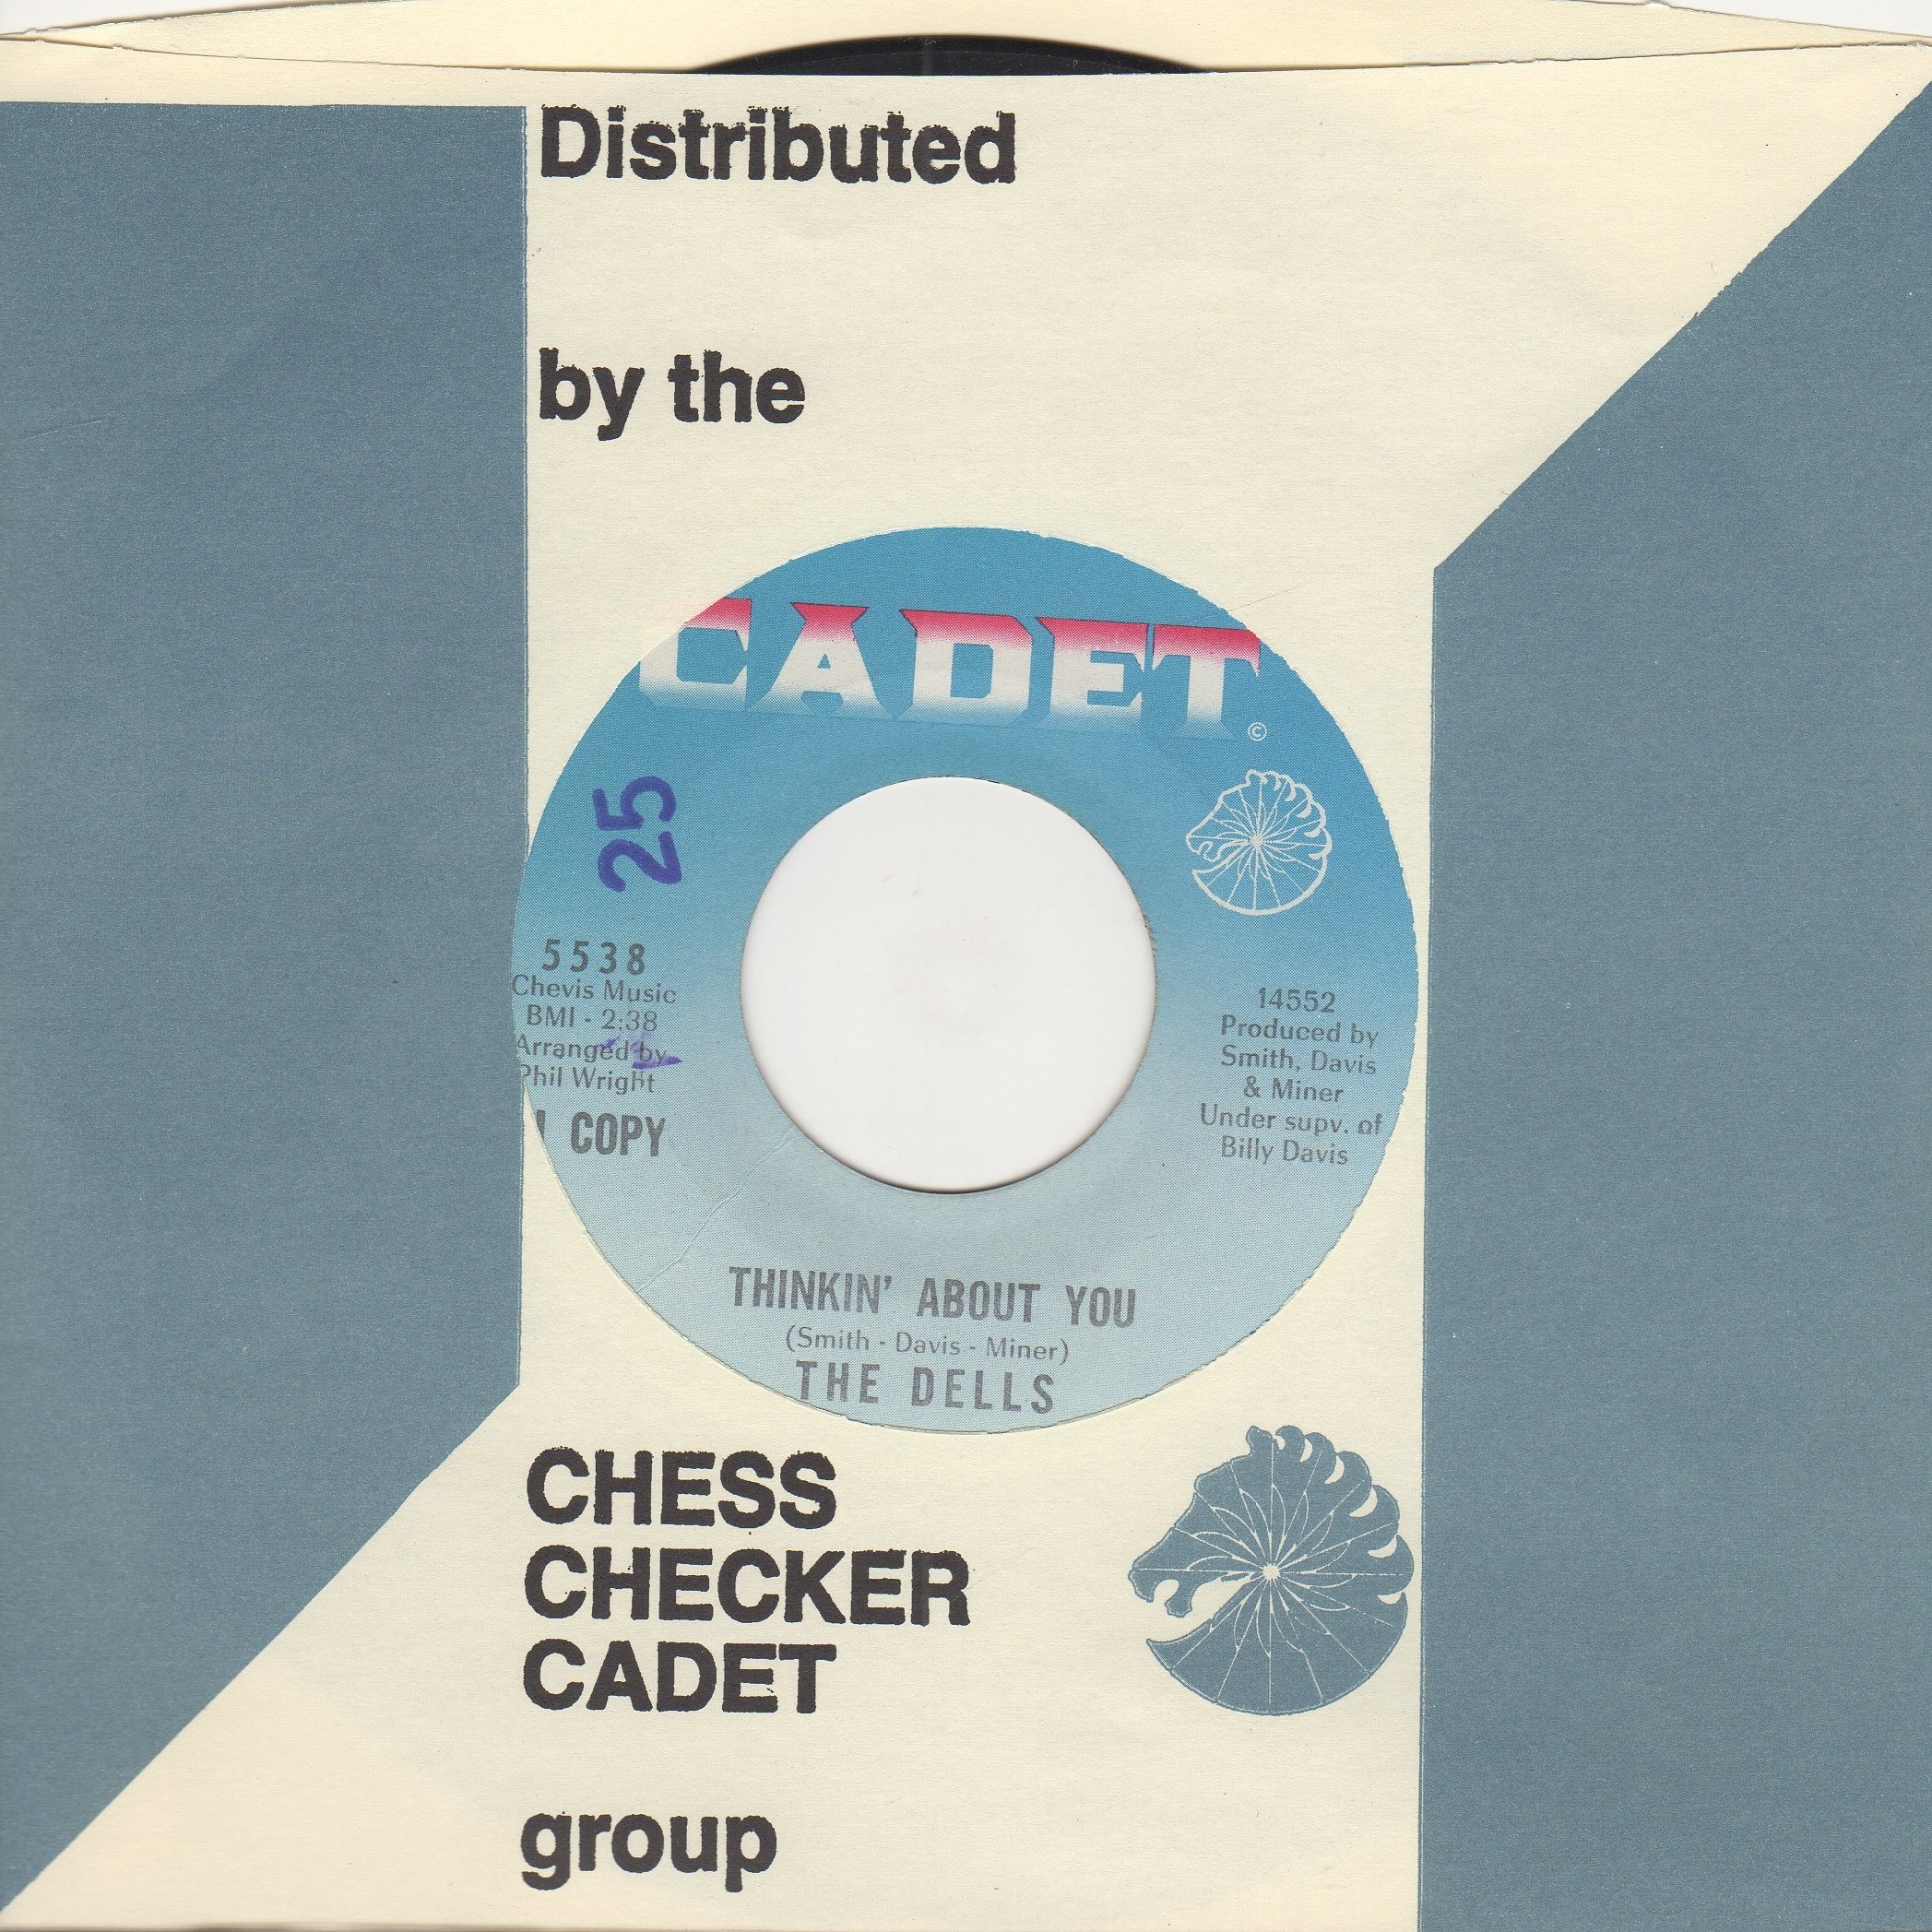 Distributed
by the
CADET
©
25
5538
Chevis Music
BMI - 2:38
Arranged by
Phil Wright
COPY
14552
Produced by
Smith, Davis
& Miner
Under supv. of
Billy Davis
THINKIN' ABOUT YOU
(Smith - Davis - Miner)
THE DELLS
CHESS
CHECKER
CADET
group